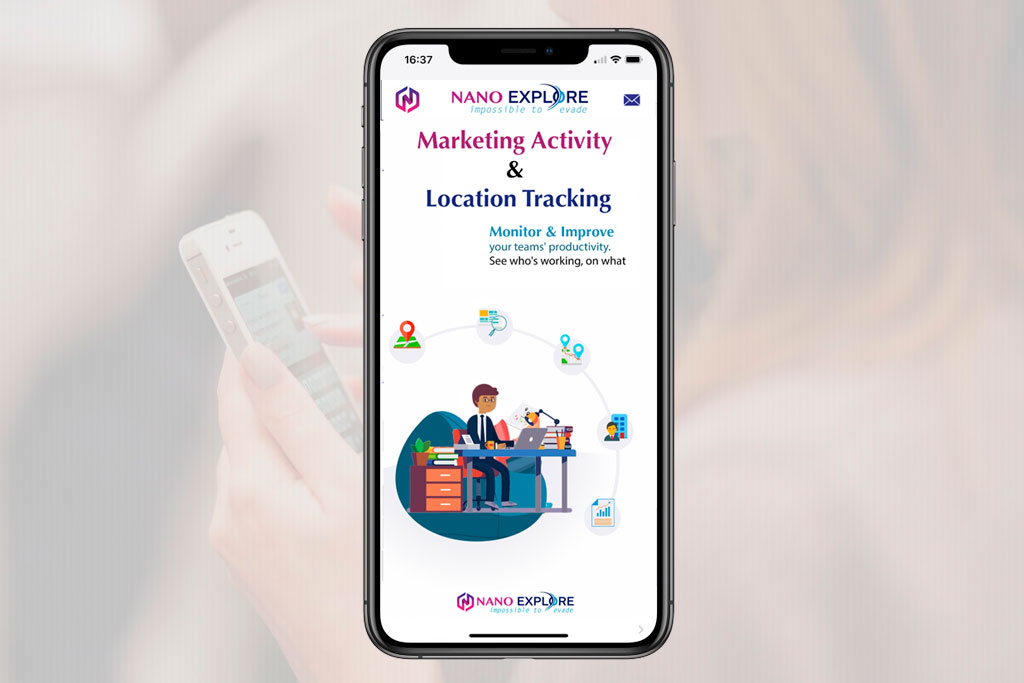 16:37
NANO EXPLORE
impossible to evade
Marketing Activity
&
Location Tracking
Monitor & Improve
your teams' productivity.
See who's working, on what
NANO EXPLORE
impossible to evade